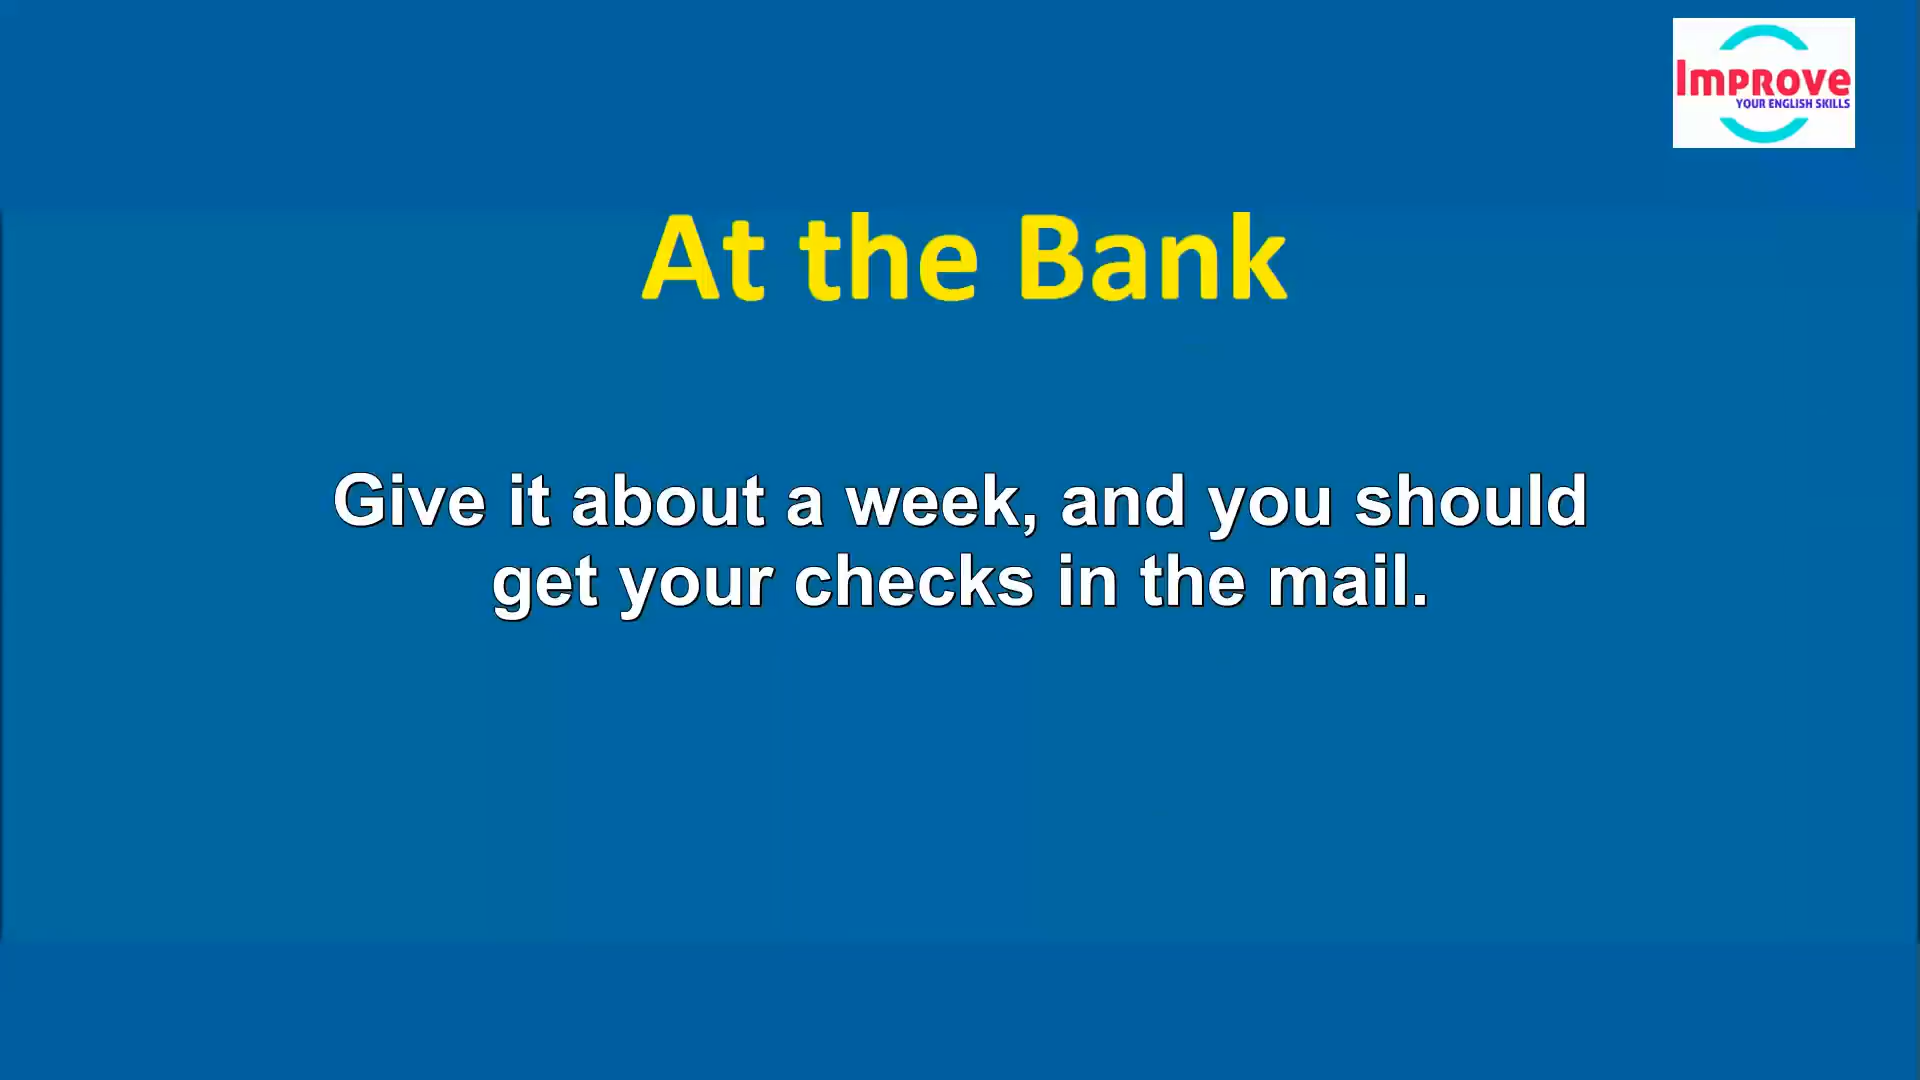 Improve
YOUR ENGLISH SKILLS
At the Bank
Give it about a week, and you should
get your checks in the mail.